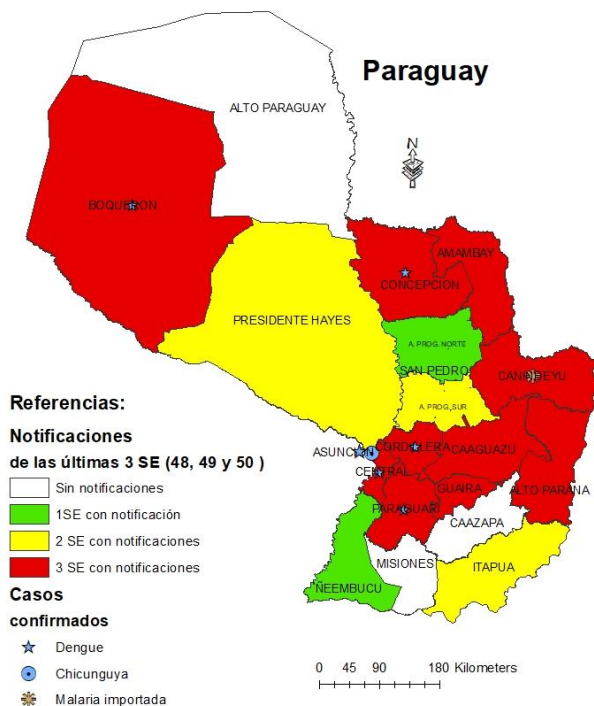 Paraguay
ALTO PARAGUAY
N
BOQUERON
AMAMBAY
CONCEPCION
PRESIDENTE HAYES
A. PROG. NORTE
SAN PEDRO
CANINDEYU
A. PROG. SUR
ASUNCION
CORDILLERA
CAAGUAZU
CENTRAL
GUAIRA
ALTO PARANA
PARAGUARI
CAAZAPA
MISIONES
ITAPUA
ÑEEMBUCU
Referencias:
Notificaciones
de las últimas 3 SE (48, 49 y 50 )
Sin notificaciones
1SE con notificación
2 SE con notificaciones
3 SE con notificaciones
Casos
confirmados
Dengue
Chicunguya
Malaria importada
0 45 90 180 Kilometers